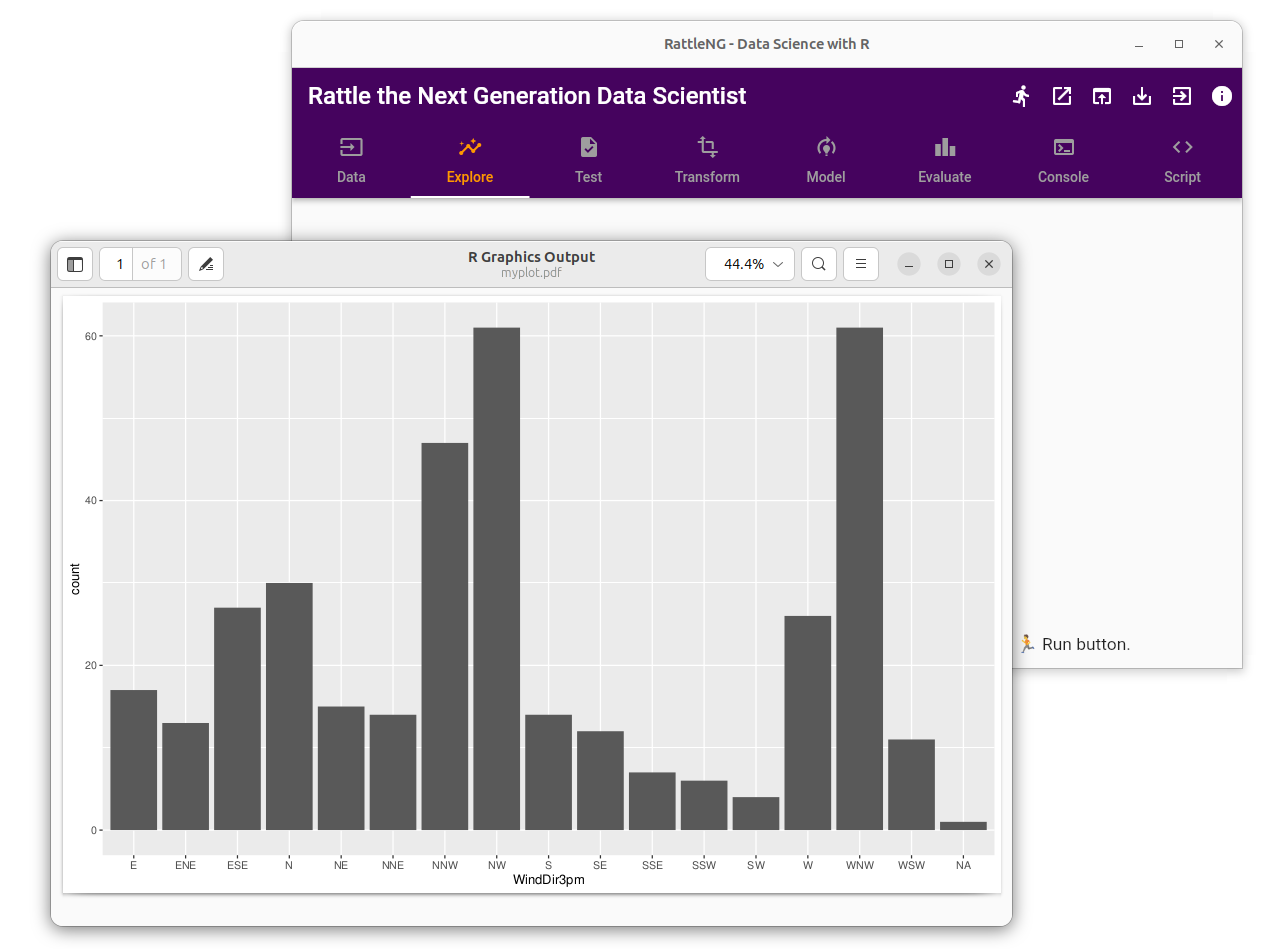 RattleNG - Data Science with R
Rattle the Next Generation Data Scientist
Data Explore Test Transform Model Evaluate Console Script
1 of 1 R Graphics Output 44.4%
myplot.pdf
60
40
20
0
count
E ENE ESE N NE NNE NNW NW S SE SSE SSW SW W WNW WSW NA
WindDir3pm
Run button.